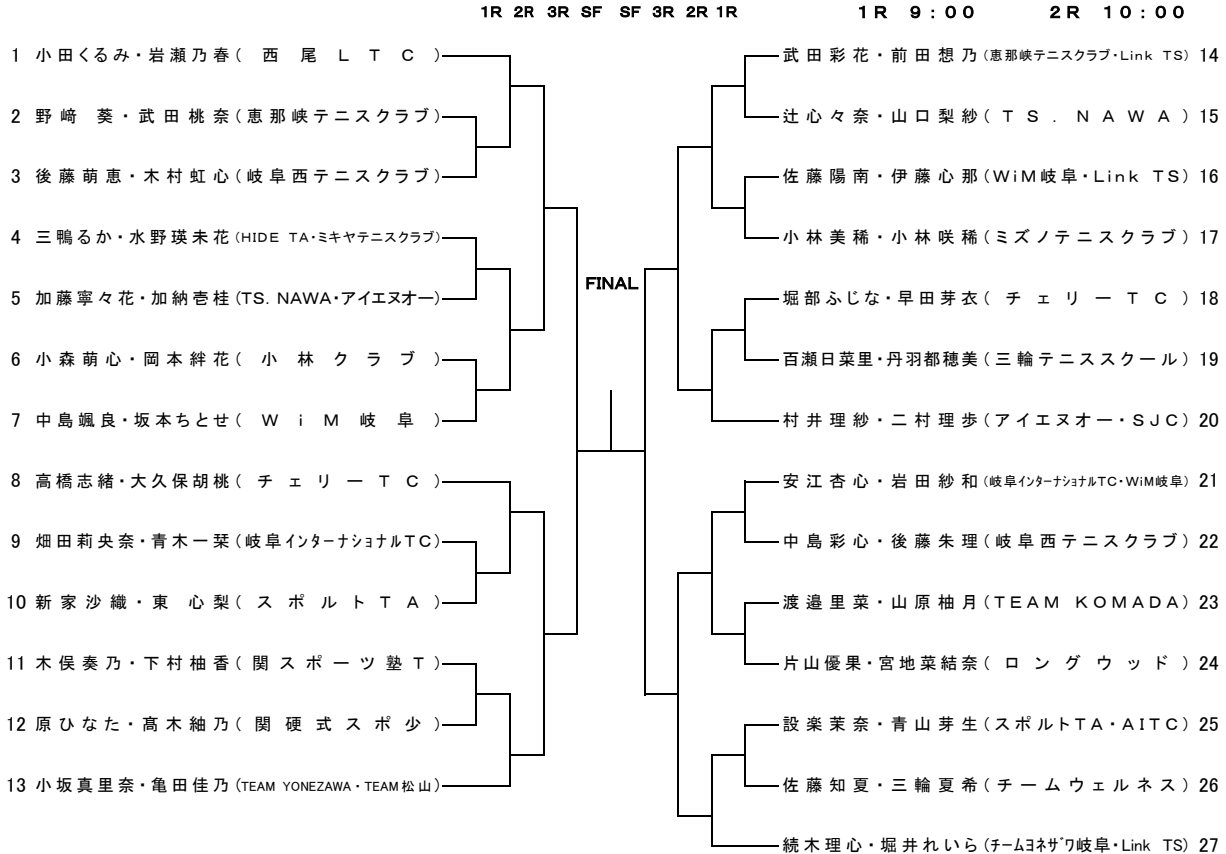 1R 2R 3R SF SF 3R 2R 1R 1R 9:00 2R 10:00
1 小田くるみ・岩瀬乃春(西尾LTC)
2 野﨑 葵・武田桃奈(恵那峡テニスクラブ)
3 後藤萌恵・木村虹心(岐阜西テニスクラブ)
4 三鴨るか・水野瑛未花(HIDE TA・ミキヤテニスクラブ)
5 加藤寧々花・加納壱桂(TS. NAWA・アイエヌオー)
6 小森萌心・岡本絆花(小林クラブ)
7 中島颯良・坂本ちとせ(WiM岐阜)
8 高橋志緒・大久保胡桃(チェリーTC)
9 畑田莉央奈・青木一栞(岐阜インターナショナルTC)
10 新家沙織・東 心梨(スポルトTA)
11 木俣奏乃・下村柚香(関スポーツ塾T)
12 原ひなた・髙木紬乃(関硬式スポ少)
13 小坂真里奈・亀田佳乃(TEAM YONEZAWA・TEAM松山)
FINAL
武田彩花・前田想乃(恵那峡テニスクラブ・Link TS) 14
辻心々奈・山口梨紗(TS.NAWA) 15
佐藤陽南・伊藤心那(WiM岐阜・Link TS) 16
小林美稀・小林咲稀(ミズノテニスクラブ) 17
堀部ふじな・早田芽衣(チェリーTC) 18
百瀬日菜里・丹羽都穂美(三輪テニススクール) 19
村井理紗・二村理歩(アイエヌオー・SJC) 20
安江杏心・岩田紗和(岐阜インターナショナルTC・WiM岐阜) 21
中島彩心・後藤朱理(岐阜西テニスクラブ) 22
渡邉里菜・山原柚月(TEAM KOMADA) 23
片山優果・宮地菜結奈(ロングウッド) 24
設楽茉奈・青山芽生(スポルトTA・AITC) 25
佐藤知夏・三輪夏希(チームウェルネス) 26
続木理心・堀井れいら(チームヨネザワ岐阜・Link TS) 27